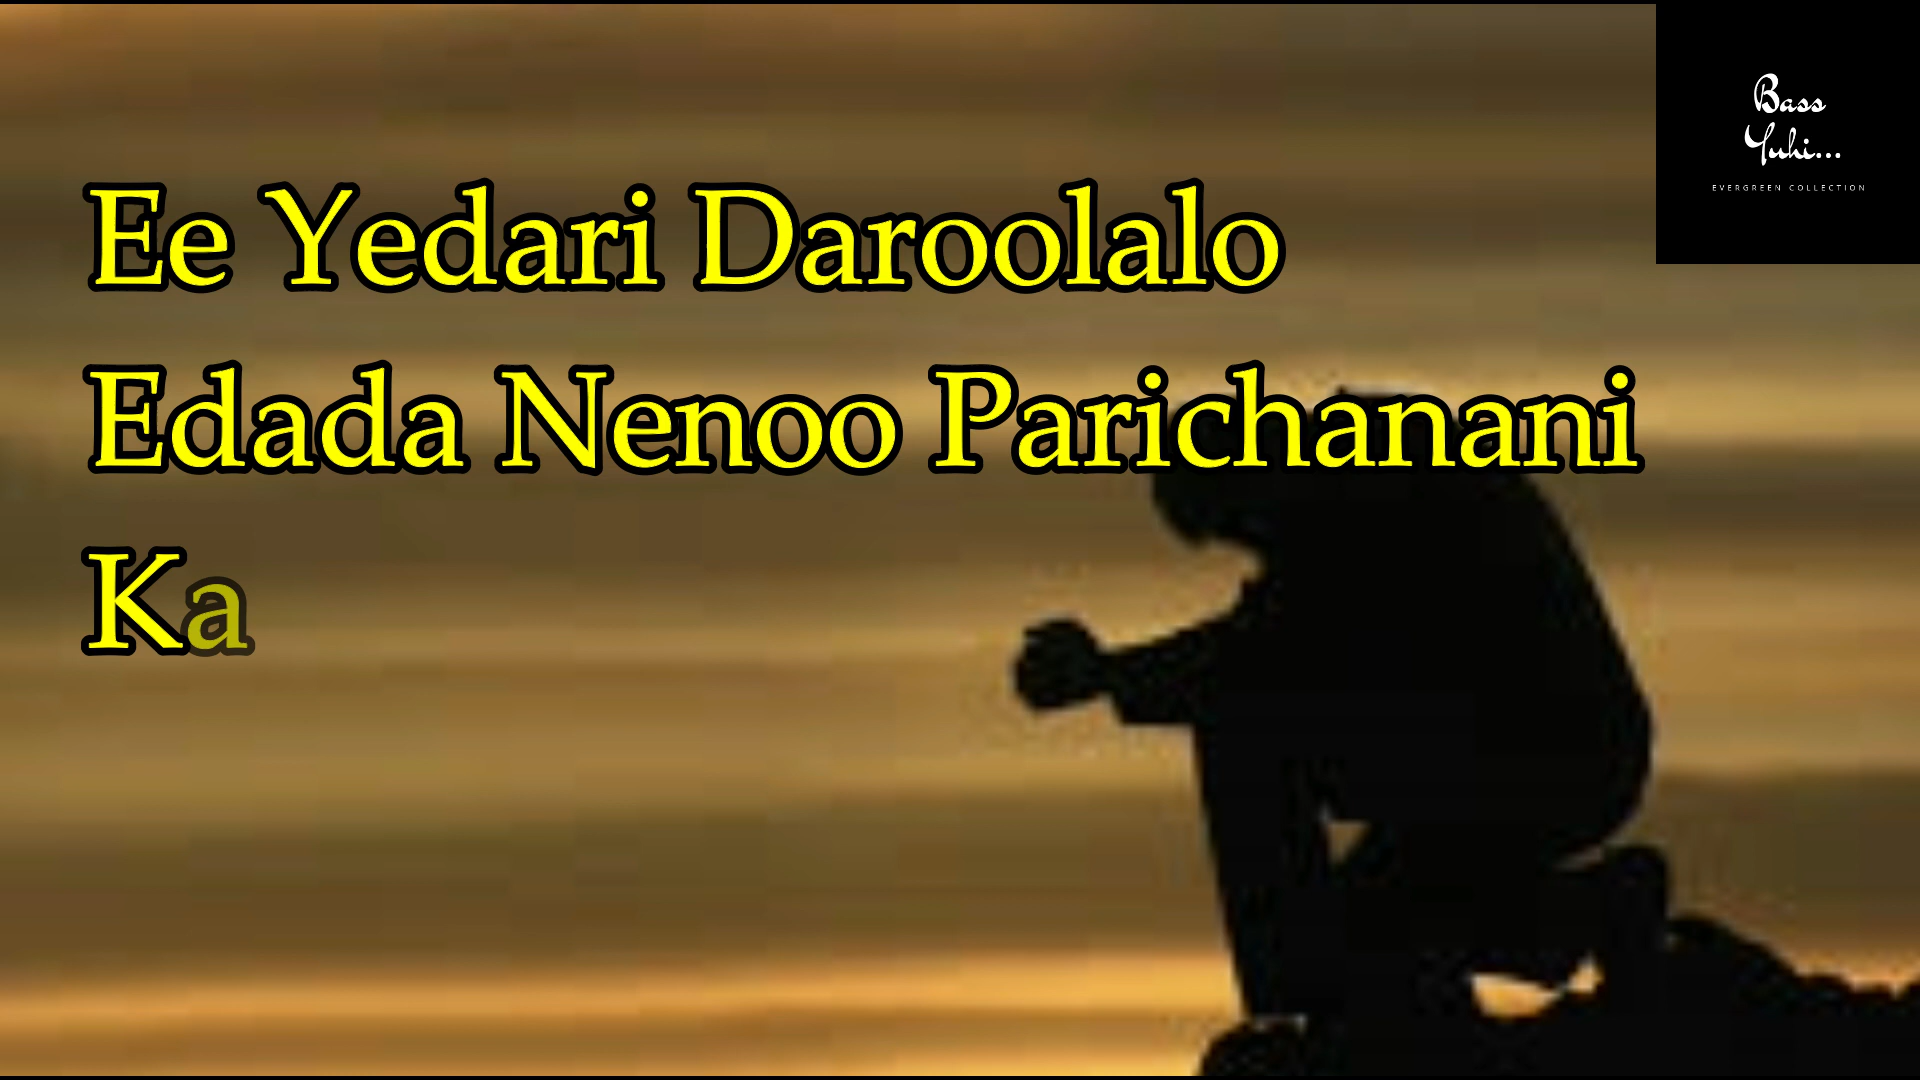 Ee Yedari Daroolalo
Edada Nenoo Parichanani
Ka
Bass
Yuhi...
EVERGREEN COLLECTION